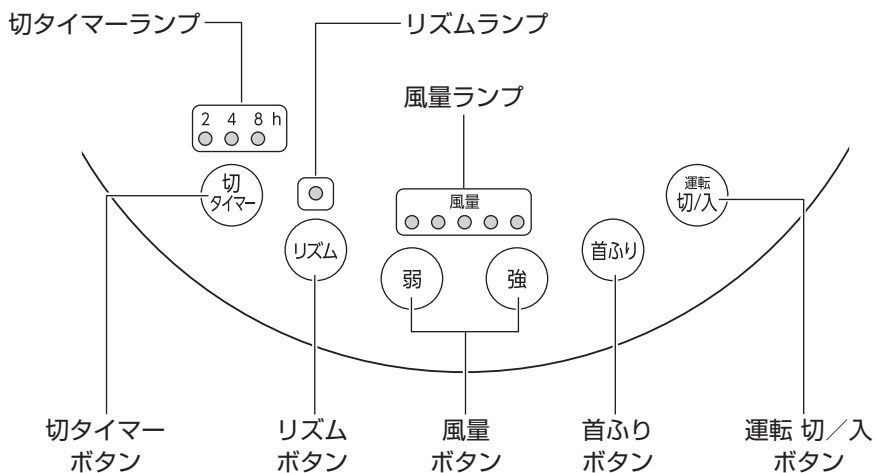 切タイマーランプ
リズムランプ
風量ランプ
2 4 8 h
切
タイマー
リズム
風量
弱
強
首ふり
運転
切/入
切タイマー
ボタン
リズム
ボタン
風量
ボタン
首ふり
ボタン
運転 切／入
ボタン